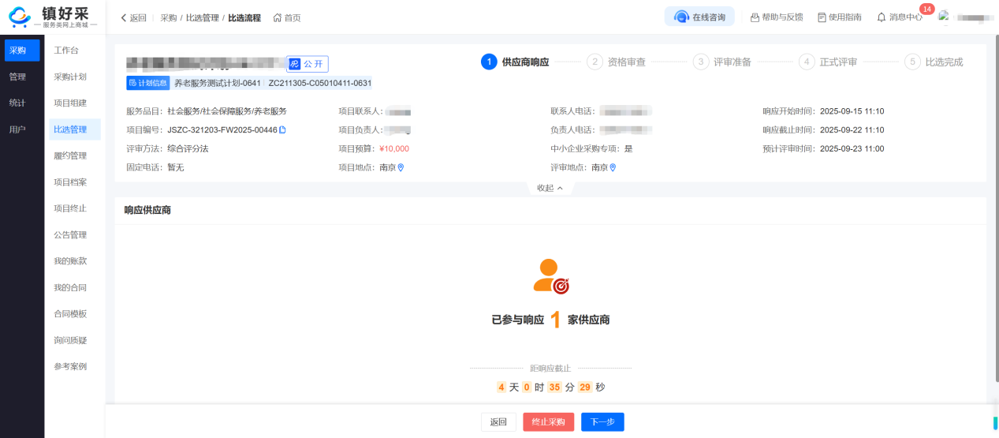 镇好采
服务类网上商城
返回 采购 / 比选管理 / 比选流程 首页
在线咨询 帮助与反馈 使用指南 消息中心 14
采购
管理
统计
用户
工作台
采购计划
项目组建
比选管理
履约管理
项目档案
项目终止
公告管理
我的账款
我的合同
合同模板
询问质疑
参考案例
公开
计划信息 养老服务测试计划-0641 ZC211305-C05010411-0631
1 供应商响应 2 资格审查 3 评审准备 4 正式评审 5 比选完成
服务品目： 社会服务/社会保障服务/养老服务 项目联系人： 联系人电话： 响应开始时间： 2025-09-15 11:10
项目编号： JSZC-321203-FW2025-00446 项目负责人： 负责人电话： 响应截止时间： 2025-09-22 11:10
评审方法： 综合评分法 项目预算： ¥10,000 中小企业采购专项： 是 预计评审时间： 2025-09-23 11:00
固定电话： 暂无 项目地点： 南京 评审地点： 南京
收起
响应供应商
已参与响应 1 家供应商
距响应截止
4 天 0 时 35 分 29 秒
返回 终止采购 下一步